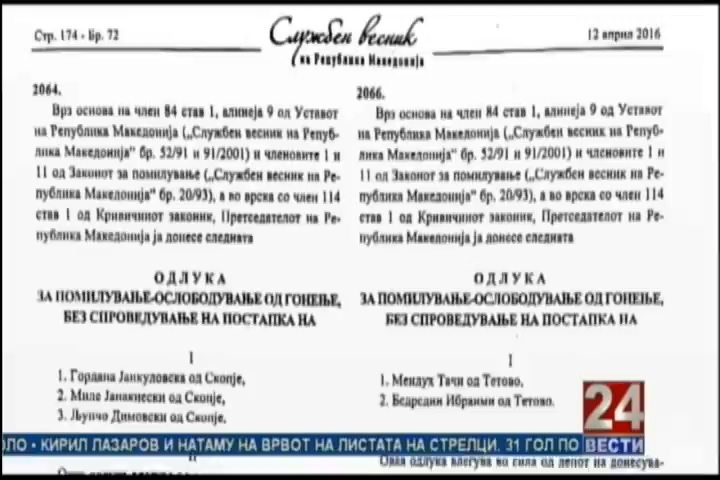 Стр. 174 - Бр. 72
Службен весник
на Република Македонија
12 април 2016
2064.
Врз основа на член 84 став 1, алинеја 9 од Уставот
на Република Македонија („Службен весник на Репуб-
лика Македонија“ бр. 52/91 и 91/2001) и членовите 1 и
11 од Законот за помилување („Службен весник на Ре-
публика Македонија“ бр. 20/93), а во врска со член 114
став 1 од Кривичниот законик, Претседателот на Ре-
публика Македонија ја донесе следната
ОДЛУКА
ЗА ПОМИЛУВАЊЕ-ОСЛОБОДУВАЊЕ ОД ГОНЕЊЕ,
БЕЗ СПРОВЕДУВАЊЕ НА ПОСТАПКА НА
I
1. Гордана Јанкуловска од Скопје,
2. Миле Јанакиески од Скопје,
3. Љупчо Димовски од Скопје,
II
2066.
Врз основа на член 84 став 1, алинеја 9 од Уставот
на Република Македонија („Службен весник на Репуб-
лика Македонија“ бр. 52/91 и 91/2001) и членовите 1 и
11 од Законот за помилување („Службен весник на Ре-
публика Македонија“ бр. 20/93), а во врска со член 114
став 1 од Кривичниот законик, Претседателот на Ре-
публика Македонија ја донесе следната
ОДЛУКА
ЗА ПОМИЛУВАЊЕ-ОСЛОБОДУВАЊЕ ОД ГОНЕЊЕ,
БЕЗ СПРОВЕДУВАЊЕ НА ПОСТАПКА НА
I
1. Мендух Тачи од Тетово,
2. Бедредин Ибраими од Тетово.
Оваа одлука влегува во сила од денот на донесува-
24
ВЕСТИ
ОЛО • КИРИЛ ЛАЗАРОВ И НАТАМУ НА ВРВОТ НА ЛИСТАТА НА СТРЕЛЦИ. 31 ГОЛ ПО